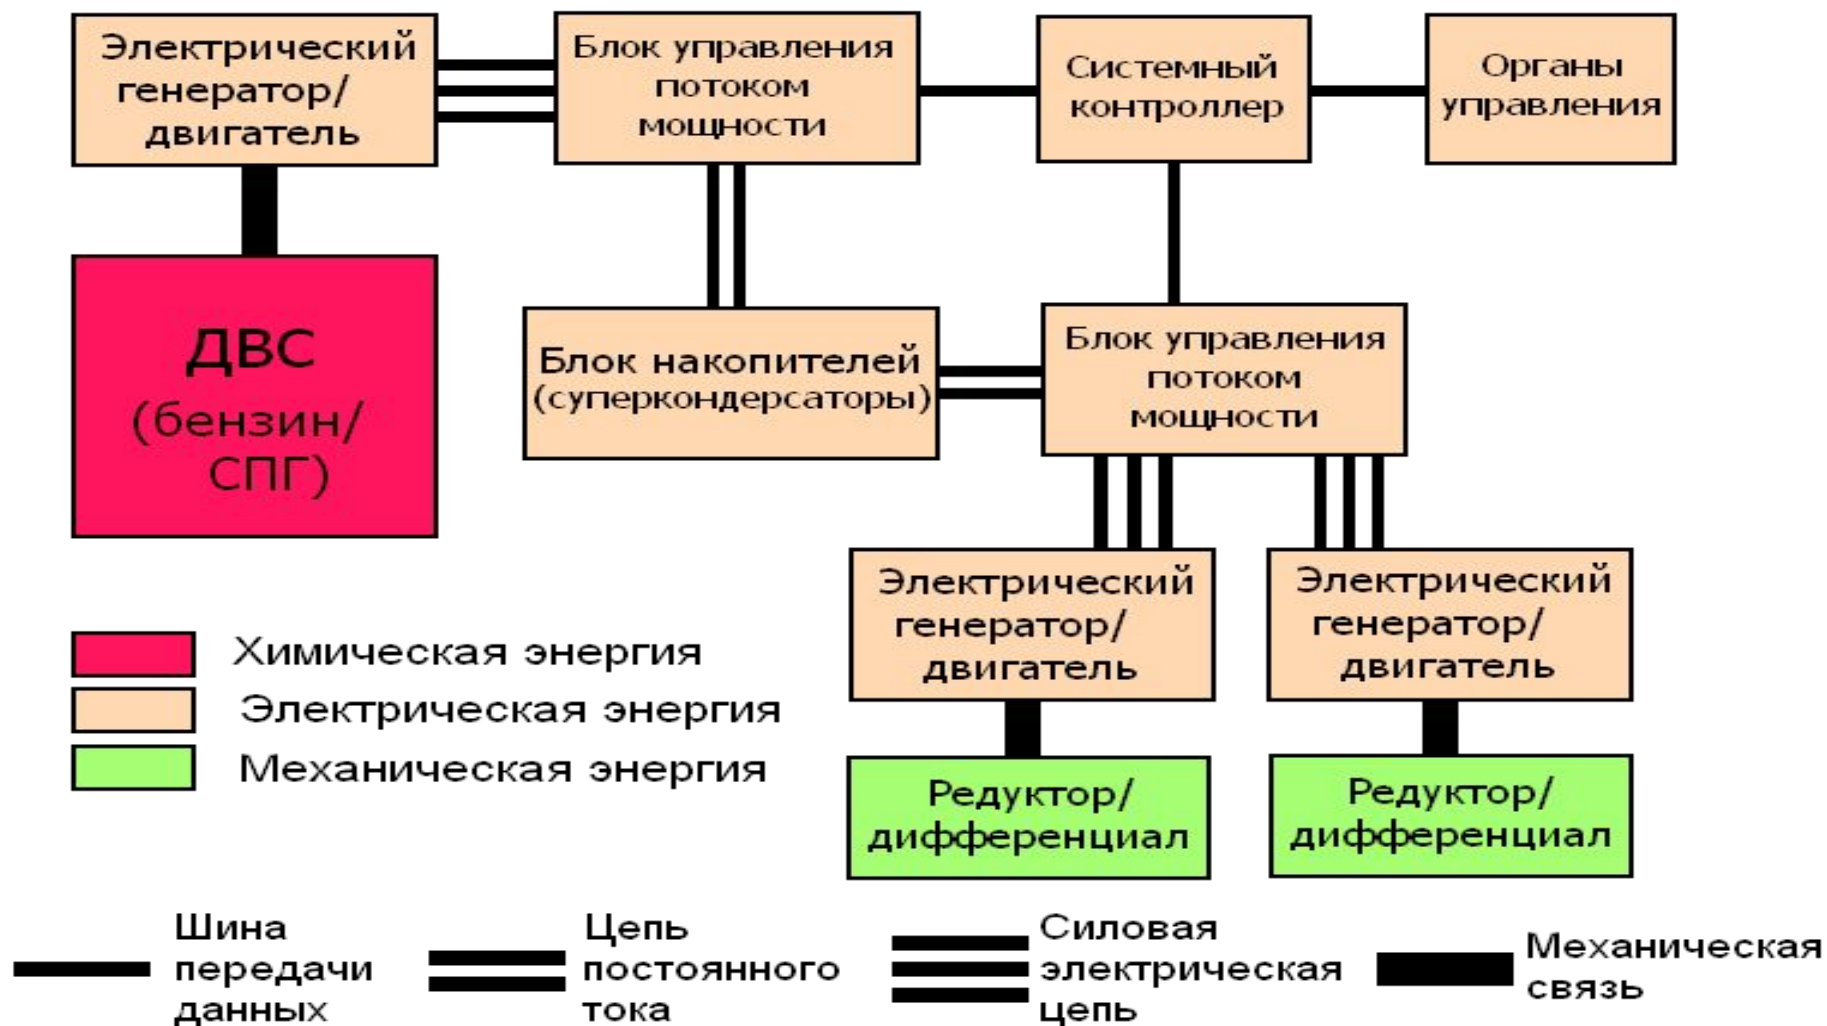 Электрический
генератор/
двигатель
Блок управления
потоком
мощности
Системный
контроллер
Органы
управления
ДВС
(бензин/
СПГ)
Блок накопителей
(суперкондерсаторы)
Блок управления
потоком
мощности
Электрический
генератор/
двигатель
Электрический
генератор/
двигатель
Редуктор/
дифференциал
Редуктор/
дифференциал
Химическая энергия
Электрическая энергия
Механическая энергия
Шина
передачи
данных
Цепь
постоянного
тока
Силовая
электрическая
цепь
Механическая
связь